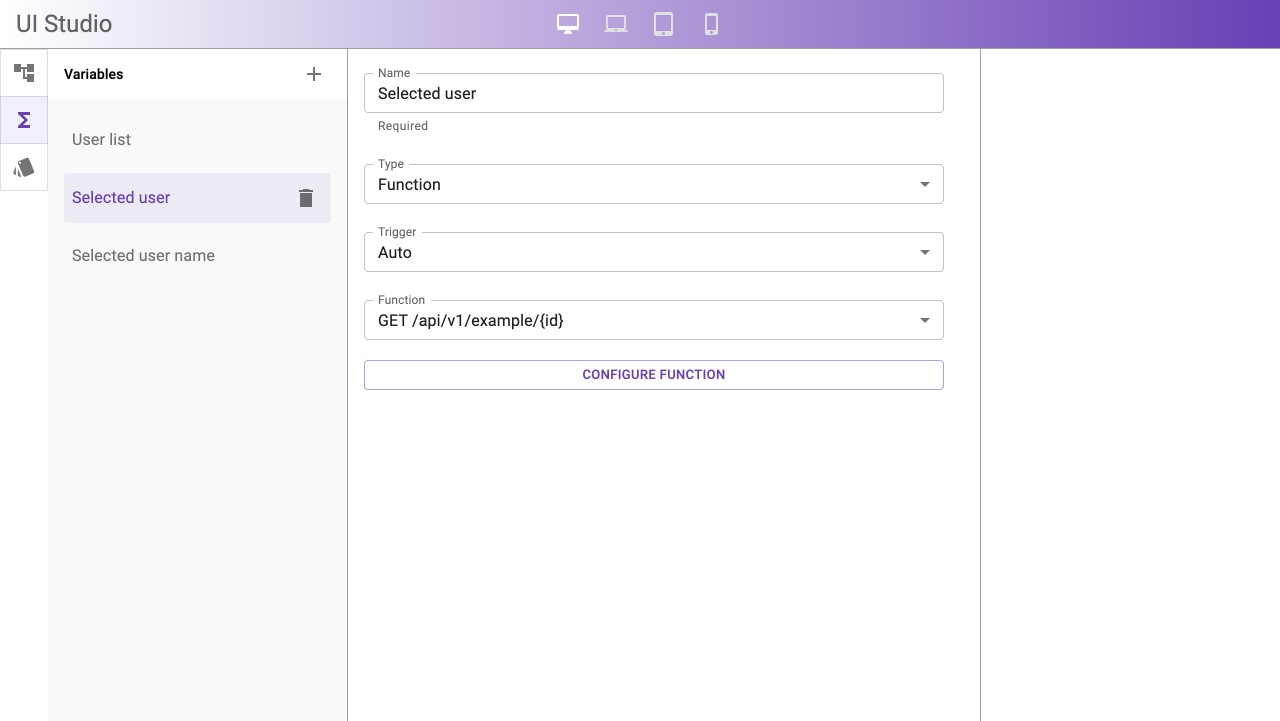 UI Studio
Variables
User list
Selected user
Selected user name
Name
Selected user
Required
Type
Function
Trigger
Auto
Function
GET /api/v1/example/{id}
CONFIGURE FUNCTION